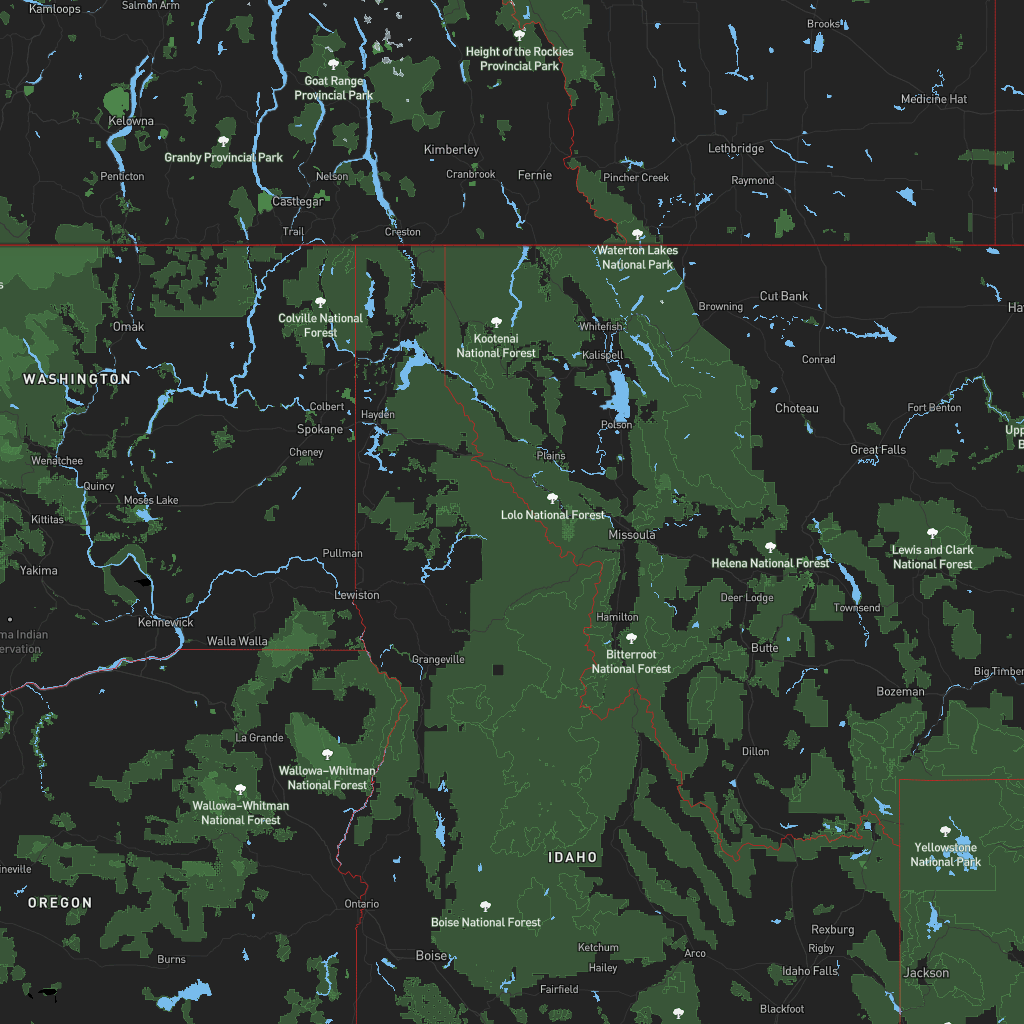 Kamloops
Salmon Arm
Brooks
Height of the Rockies
Provincial Park
Goat Range
Provincial Park
Medicine Hat
Kelowna
Kimberley
Lethbridge
Granby Provincial Park
Penticton
Nelson
Cranbrook
Fernie
Pincher Creek
Raymond
Castlegar
Trail
Creston
Waterton Lakes
National Park
s
Browning
Cut Bank
Ha
Colville National
Forest
Omak
Kootenai
National Forest
Whitefish
Kalispell
Conrad
WASHINGTON
Colbert
Hayden
Choteau
Fort Benton
Spokane
Polson
Upp
B
Cheney
Plains
Great Falls
Wenatchee
Quincy
Moses Lake
Lolo National Forest
Kittitas
Missoula
Pullman
Helena National Forest
Lewis and Clark
National Forest
Yakima
Lewiston
Deer Lodge
Townsend
Kennewick
Hamilton
ma Indian
servation
Walla Walla
Grangeville
Bitterroot
National Forest
Butte
Big Timber
Bozeman
La Grande
Dillon
Wallowa-Whitman
National Forest
Wallowa-Whitman
National Forest
Yellowstone
National Park
IDAHO
ineville
OREGON
Ontario
Boise National Forest
Rexburg
Burns
Boise
Ketchum
Arco
Rigby
Hailey
Idaho Falls
Jackson
Fairfield
Blackfoot